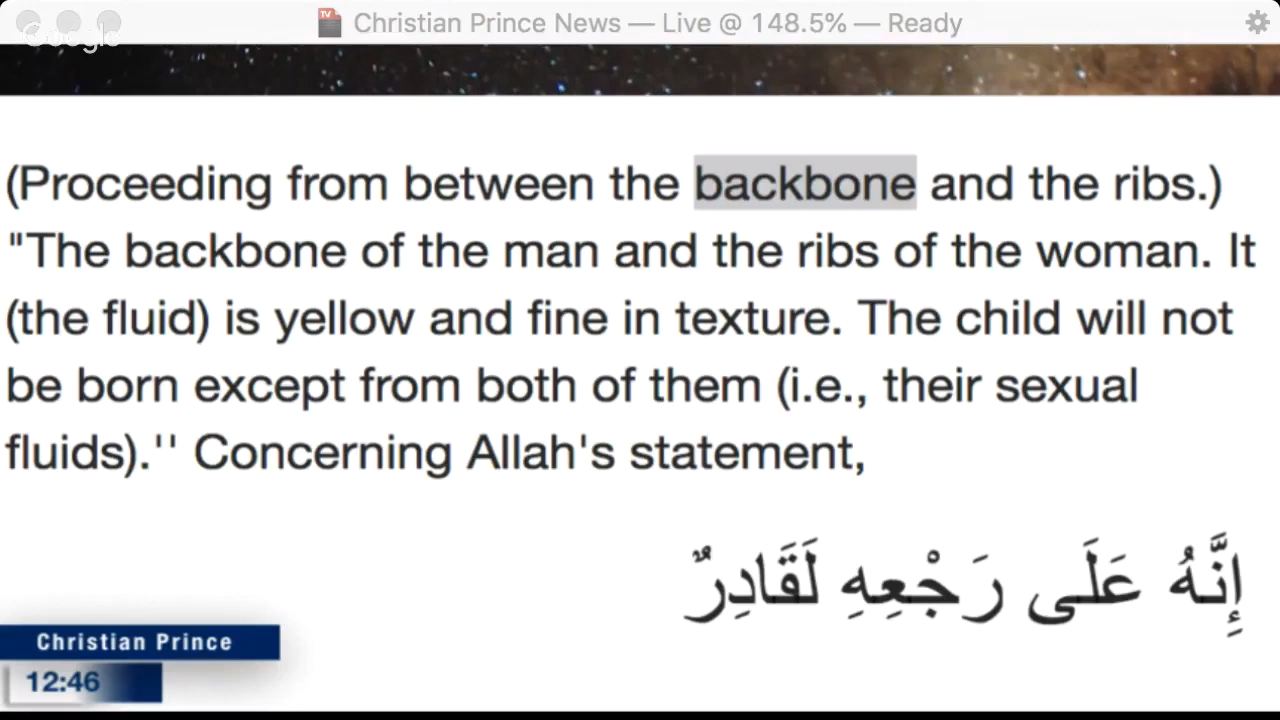 Christian Prince News — Live @ 148.5% — Ready
Google
(Proceeding from between the backbone and the ribs.)
"The backbone of the man and the ribs of the woman. It
(the fluid) is yellow and fine in texture. The child will not
be born except from both of them (i.e., their sexual
fluids).'' Concerning Allah's statement,
إِنَّهُ عَلَى رَجْعِهِ لَقَادِرٌ
Christian Prince
12:46